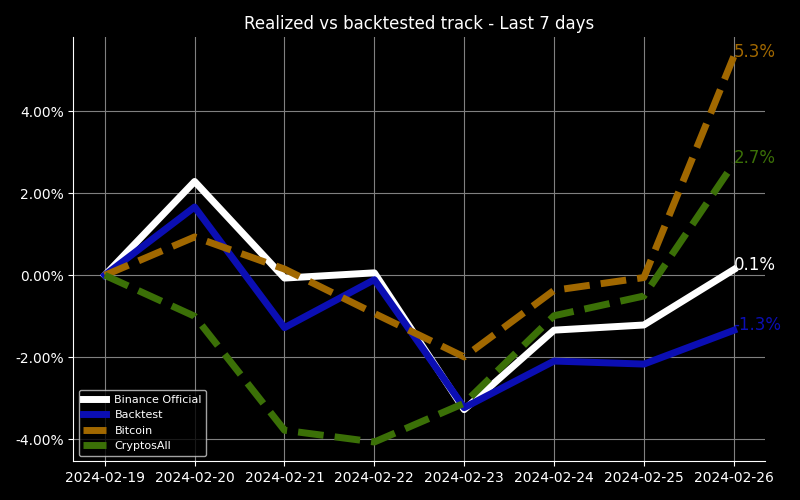 Realized vs backtested track - Last 7 days
5.3%
4.00%
2.7%
2.00%
0.00%
0.1%
-1.3%
-2.00%
-4.00%
Binance Official
Backtest
Bitcoin
CryptosAll
2024-02-19 2024-02-20 2024-02-21 2024-02-22 2024-02-23 2024-02-24 2024-02-25 2024-02-26